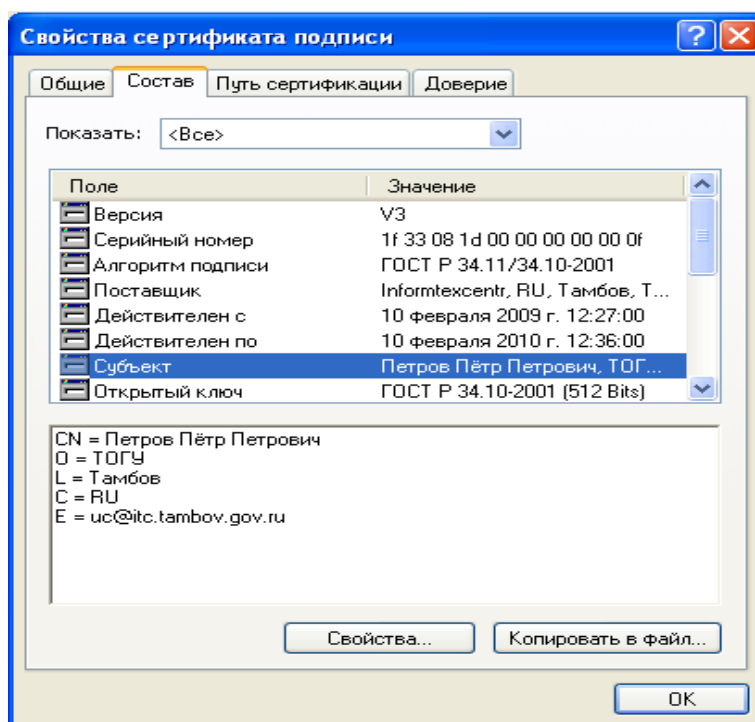 Свойства сертификата подписи
Общие Состав Путь сертификации Доверие
Показать: <Все>
Поле Значение
Версия V3
Серийный номер 1f 33 08 1d 00 00 00 00 00 0f
Алгоритм подписи ГОСТ Р 34.11/34.10-2001
Поставщик Informtexcentr, RU, Тамбов, Т...
Действителен с 10 февраля 2009 г. 12:27:00
Действителен по 10 февраля 2010 г. 12:36:00
Субъект Петров Пётр Петрович, ТОГ...
Открытый ключ ГОСТ Р 34.10-2001 (512 Bits)
CN = Петров Пётр Петрович
O = ТОГУ
L = Тамбов
C = RU
E = uc@itc.tambov.gov.ru
Свойства... Копировать в файл...
OK